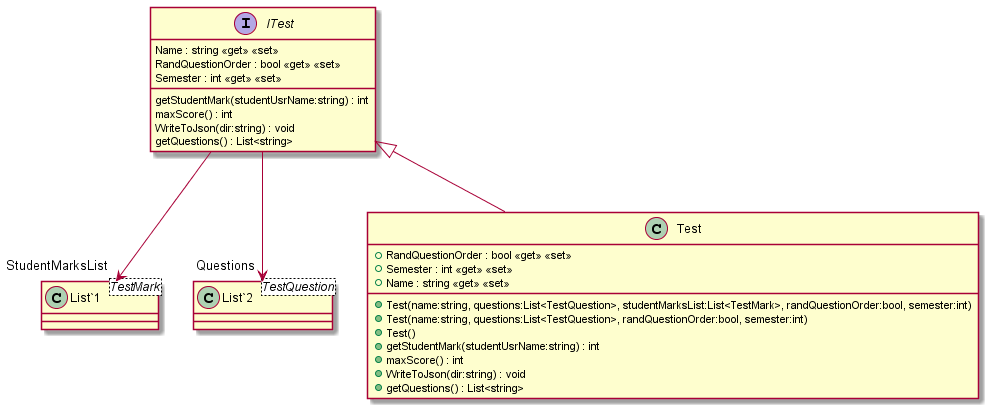 I ITest
Name : string «get» «set»
RandQuestionOrder : bool «get» «set»
Semester : int «get» «set»
getStudentMark(studentUsrName:string) : int
maxScore() : int
WriteToJson(dir:string) : void
getQuestions() : List<string>
StudentMarksList
Questions
C List`1 TestMark
C List`2 TestQuestion
C Test
RandQuestionOrder : bool «get» «set»
Semester : int «get» «set»
Name : string «get» «set»
Test(name:string, questions:List<TestQuestion>, studentMarksList:List<TestMark>, randQuestionOrder:bool, semester:int)
Test(name:string, questions:List<TestQuestion>, randQuestionOrder:bool, semester:int)
Test()
getStudentMark(studentUsrName:string) : int
maxScore() : int
WriteToJson(dir:string) : void
getQuestions() : List<string>